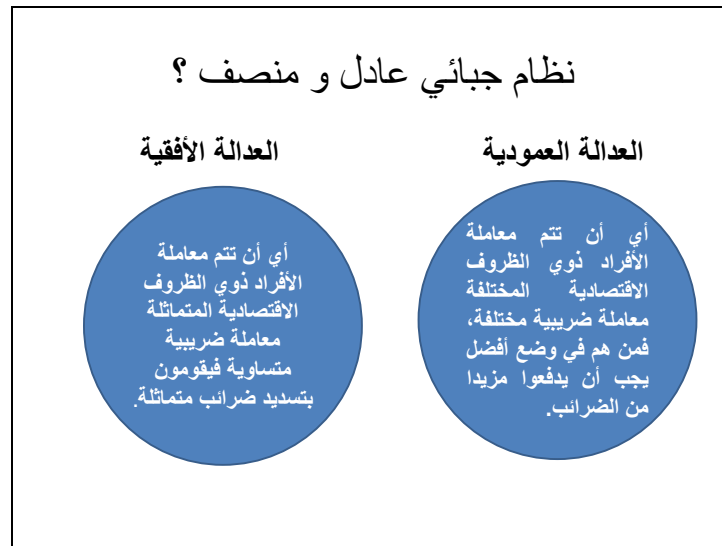 نظام جبائي عادل و منصف ؟
العدالة العمودية
أي أن تتم معاملة
الأفراد ذوي الظروف
الاقتصادية المختلفة
معاملة ضريبية مختلفة،
فمن هم في وضع أفضل
يجب أن يدفعوا مزيدا
من الضرائب.
العدالة الأفقية
أي أن تتم معاملة
الأفراد ذوي الظروف
الاقتصادية المتماثلة
معاملة ضريبية
متساوية فيقومون
بتسديد ضرائب متماثلة.